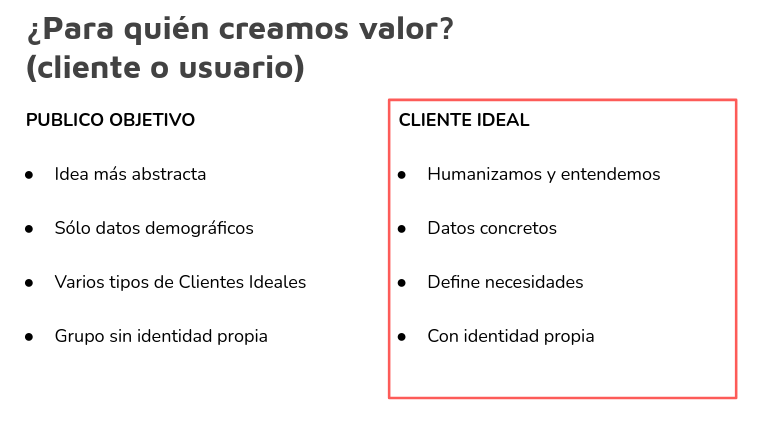 ¿Para quién creamos valor?
(cliente o usuario)
PUBLICO OBJETIVO
● Idea más abstracta
● Sólo datos demográficos
● Varios tipos de Clientes Ideales
● Grupo sin identidad propia
CLIENTE IDEAL
● Humanizamos y entendemos
● Datos concretos
● Define necesidades
● Con identidad propia